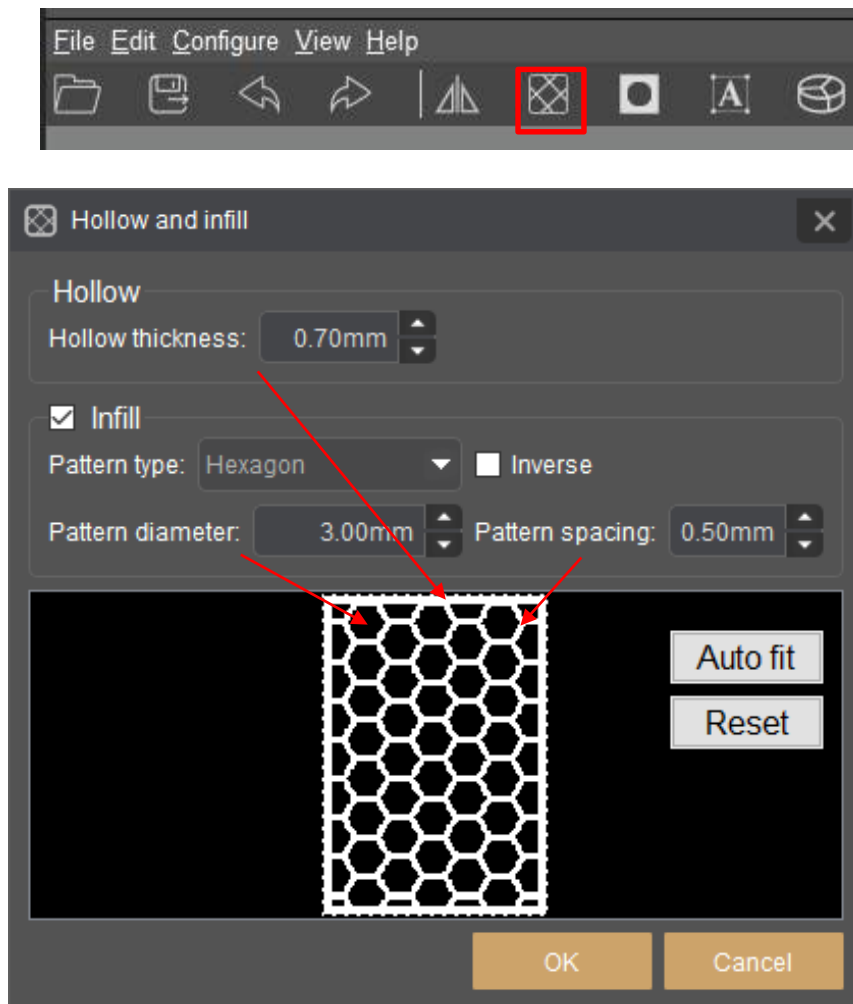 File Edit Configure View Help
A
Hollow and infill
Hollow
Hollow thickness: 0.70mm
Infill
Pattern type: Hexagon Inverse
Pattern diameter: 3.00mm Pattern spacing: 0.50mm
Auto fit
Reset
OK Cancel